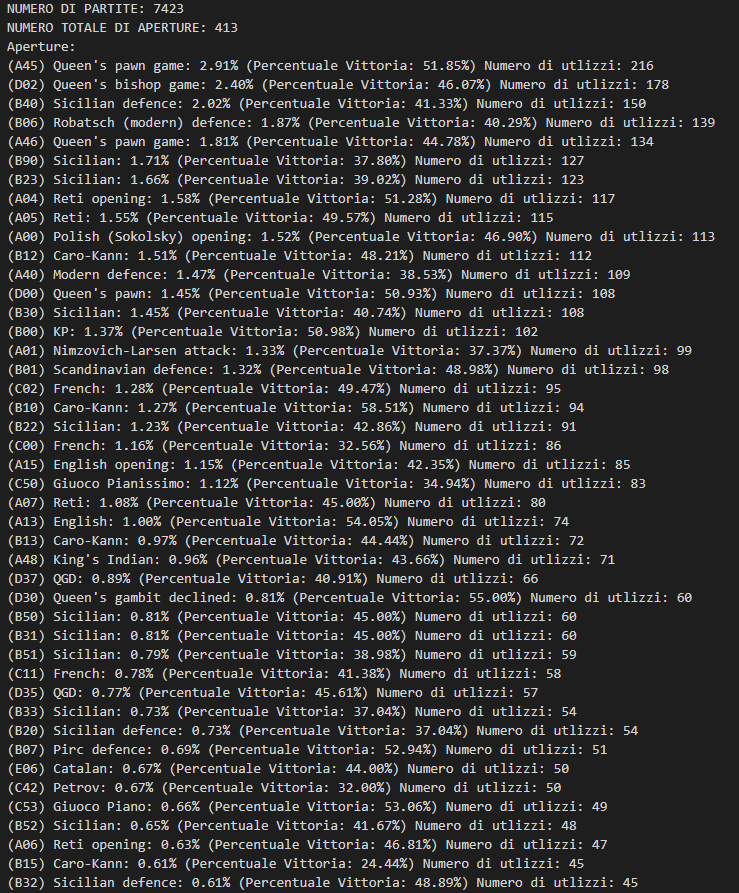 NUMERO DI PARTITE: 7423
NUMERO TOTALE DI APERTURE: 413
Aperture:
(A45) Queen's pawn game: 2.91% (Percentuale Vittoria: 51.85%) Numero di utlizzi: 216
(D02) Queen's bishop game: 2.40% (Percentuale Vittoria: 46.07%) Numero di utlizzi: 178
(B40) Sicilian defence: 2.02% (Percentuale Vittoria: 41.33%) Numero di utlizzi: 150
(B06) Robatsch (modern) defence: 1.87% (Percentuale Vittoria: 40.29%) Numero di utlizzi: 139
(A46) Queen's pawn game: 1.81% (Percentuale Vittoria: 44.78%) Numero di utlizzi: 134
(B90) Sicilian: 1.71% (Percentuale Vittoria: 37.80%) Numero di utlizzi: 127
(B23) Sicilian: 1.66% (Percentuale Vittoria: 39.02%) Numero di utlizzi: 123
(A04) Reti opening: 1.58% (Percentuale Vittoria: 51.28%) Numero di utlizzi: 117
(A05) Reti: 1.55% (Percentuale Vittoria: 49.57%) Numero di utlizzi: 115
(A00) Polish (Sokolsky) opening: 1.52% (Percentuale Vittoria: 46.90%) Numero di utlizzi: 113
(B12) Caro-Kann: 1.51% (Percentuale Vittoria: 48.21%) Numero di utlizzi: 112
(A40) Modern defence: 1.47% (Percentuale Vittoria: 38.53%) Numero di utlizzi: 109
(D00) Queen's pawn: 1.45% (Percentuale Vittoria: 50.93%) Numero di utlizzi: 108
(B30) Sicilian: 1.45% (Percentuale Vittoria: 40.74%) Numero di utlizzi: 108
(B00) KP: 1.37% (Percentuale Vittoria: 50.98%) Numero di utlizzi: 102
(A01) Nimzovich-Larsen attack: 1.33% (Percentuale Vittoria: 37.37%) Numero di utlizzi: 99
(B01) Scandinavian defence: 1.32% (Percentuale Vittoria: 48.98%) Numero di utlizzi: 98
(C02) French: 1.28% (Percentuale Vittoria: 49.47%) Numero di utlizzi: 95
(B10) Caro-Kann: 1.27% (Percentuale Vittoria: 58.51%) Numero di utlizzi: 94
(B22) Sicilian: 1.23% (Percentuale Vittoria: 42.86%) Numero di utlizzi: 91
(C00) French: 1.16% (Percentuale Vittoria: 32.56%) Numero di utlizzi: 86
(A15) English opening: 1.15% (Percentuale Vittoria: 42.35%) Numero di utlizzi: 85
(C50) Giuoco Pianissimo: 1.12% (Percentuale Vittoria: 34.94%) Numero di utlizzi: 83
(A07) Reti: 1.08% (Percentuale Vittoria: 45.00%) Numero di utlizzi: 80
(A13) English: 1.00% (Percentuale Vittoria: 54.05%) Numero di utlizzi: 74
(B13) Caro-Kann: 0.97% (Percentuale Vittoria: 44.44%) Numero di utlizzi: 72
(A48) King's Indian: 0.96% (Percentuale Vittoria: 43.66%) Numero di utlizzi: 71
(D37) QGD: 0.89% (Percentuale Vittoria: 40.91%) Numero di utlizzi: 66
(D30) Queen's gambit declined: 0.81% (Percentuale Vittoria: 55.00%) Numero di utlizzi: 60
(B50) Sicilian: 0.81% (Percentuale Vittoria: 45.00%) Numero di utlizzi: 60
(B31) Sicilian: 0.81% (Percentuale Vittoria: 45.00%) Numero di utlizzi: 60
(B51) Sicilian: 0.79% (Percentuale Vittoria: 38.98%) Numero di utlizzi: 59
(C11) French: 0.78% (Percentuale Vittoria: 41.38%) Numero di utlizzi: 58
(D35) QGD: 0.77% (Percentuale Vittoria: 45.61%) Numero di utlizzi: 57
(B33) Sicilian: 0.73% (Percentuale Vittoria: 37.04%) Numero di utlizzi: 54
(B20) Sicilian defence: 0.73% (Percentuale Vittoria: 37.04%) Numero di utlizzi: 54
(B07) Pirc defence: 0.69% (Percentuale Vittoria: 52.94%) Numero di utlizzi: 51
(E06) Catalan: 0.67% (Percentuale Vittoria: 44.00%) Numero di utlizzi: 50
(C42) Petrov: 0.67% (Percentuale Vittoria: 32.00%) Numero di utlizzi: 50
(C53) Giuoco Piano: 0.66% (Percentuale Vittoria: 53.06%) Numero di utlizzi: 49
(B52) Sicilian: 0.65% (Percentuale Vittoria: 41.67%) Numero di utlizzi: 48
(A06) Reti opening: 0.63% (Percentuale Vittoria: 46.81%) Numero di utlizzi: 47
(B15) Caro-Kann: 0.61% (Percentuale Vittoria: 24.44%) Numero di utlizzi: 45
(B32) Sicilian defence: 0.61% (Percentuale Vittoria: 48.89%) Numero di utlizzi: 45